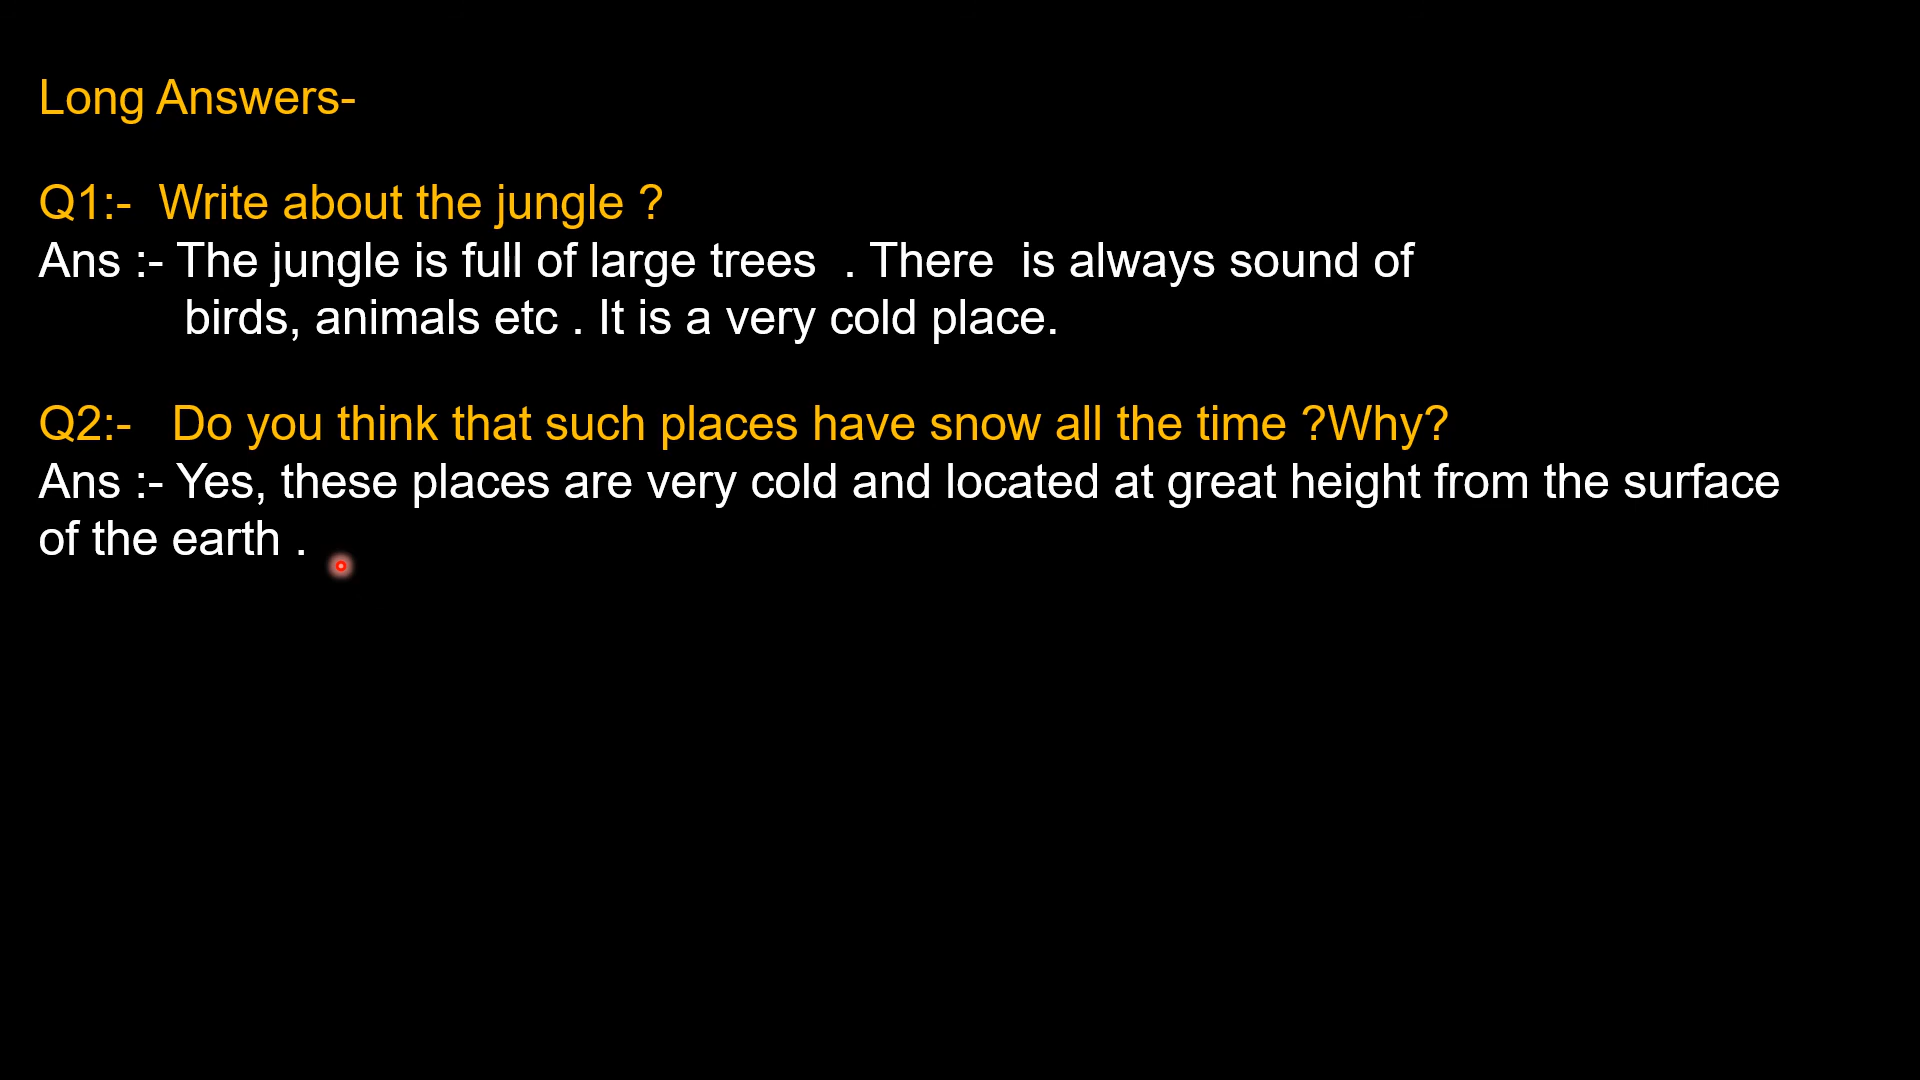 Long Answers-
Q1:-  Write about the jungle ?
Ans :- The jungle is full of large trees  . There  is always sound of
birds, animals etc . It is a very cold place.
Q2:-   Do you think that such places have snow all the time ?Why?
Ans :- Yes, these places are very cold and located at great height from the surface
of the earth .